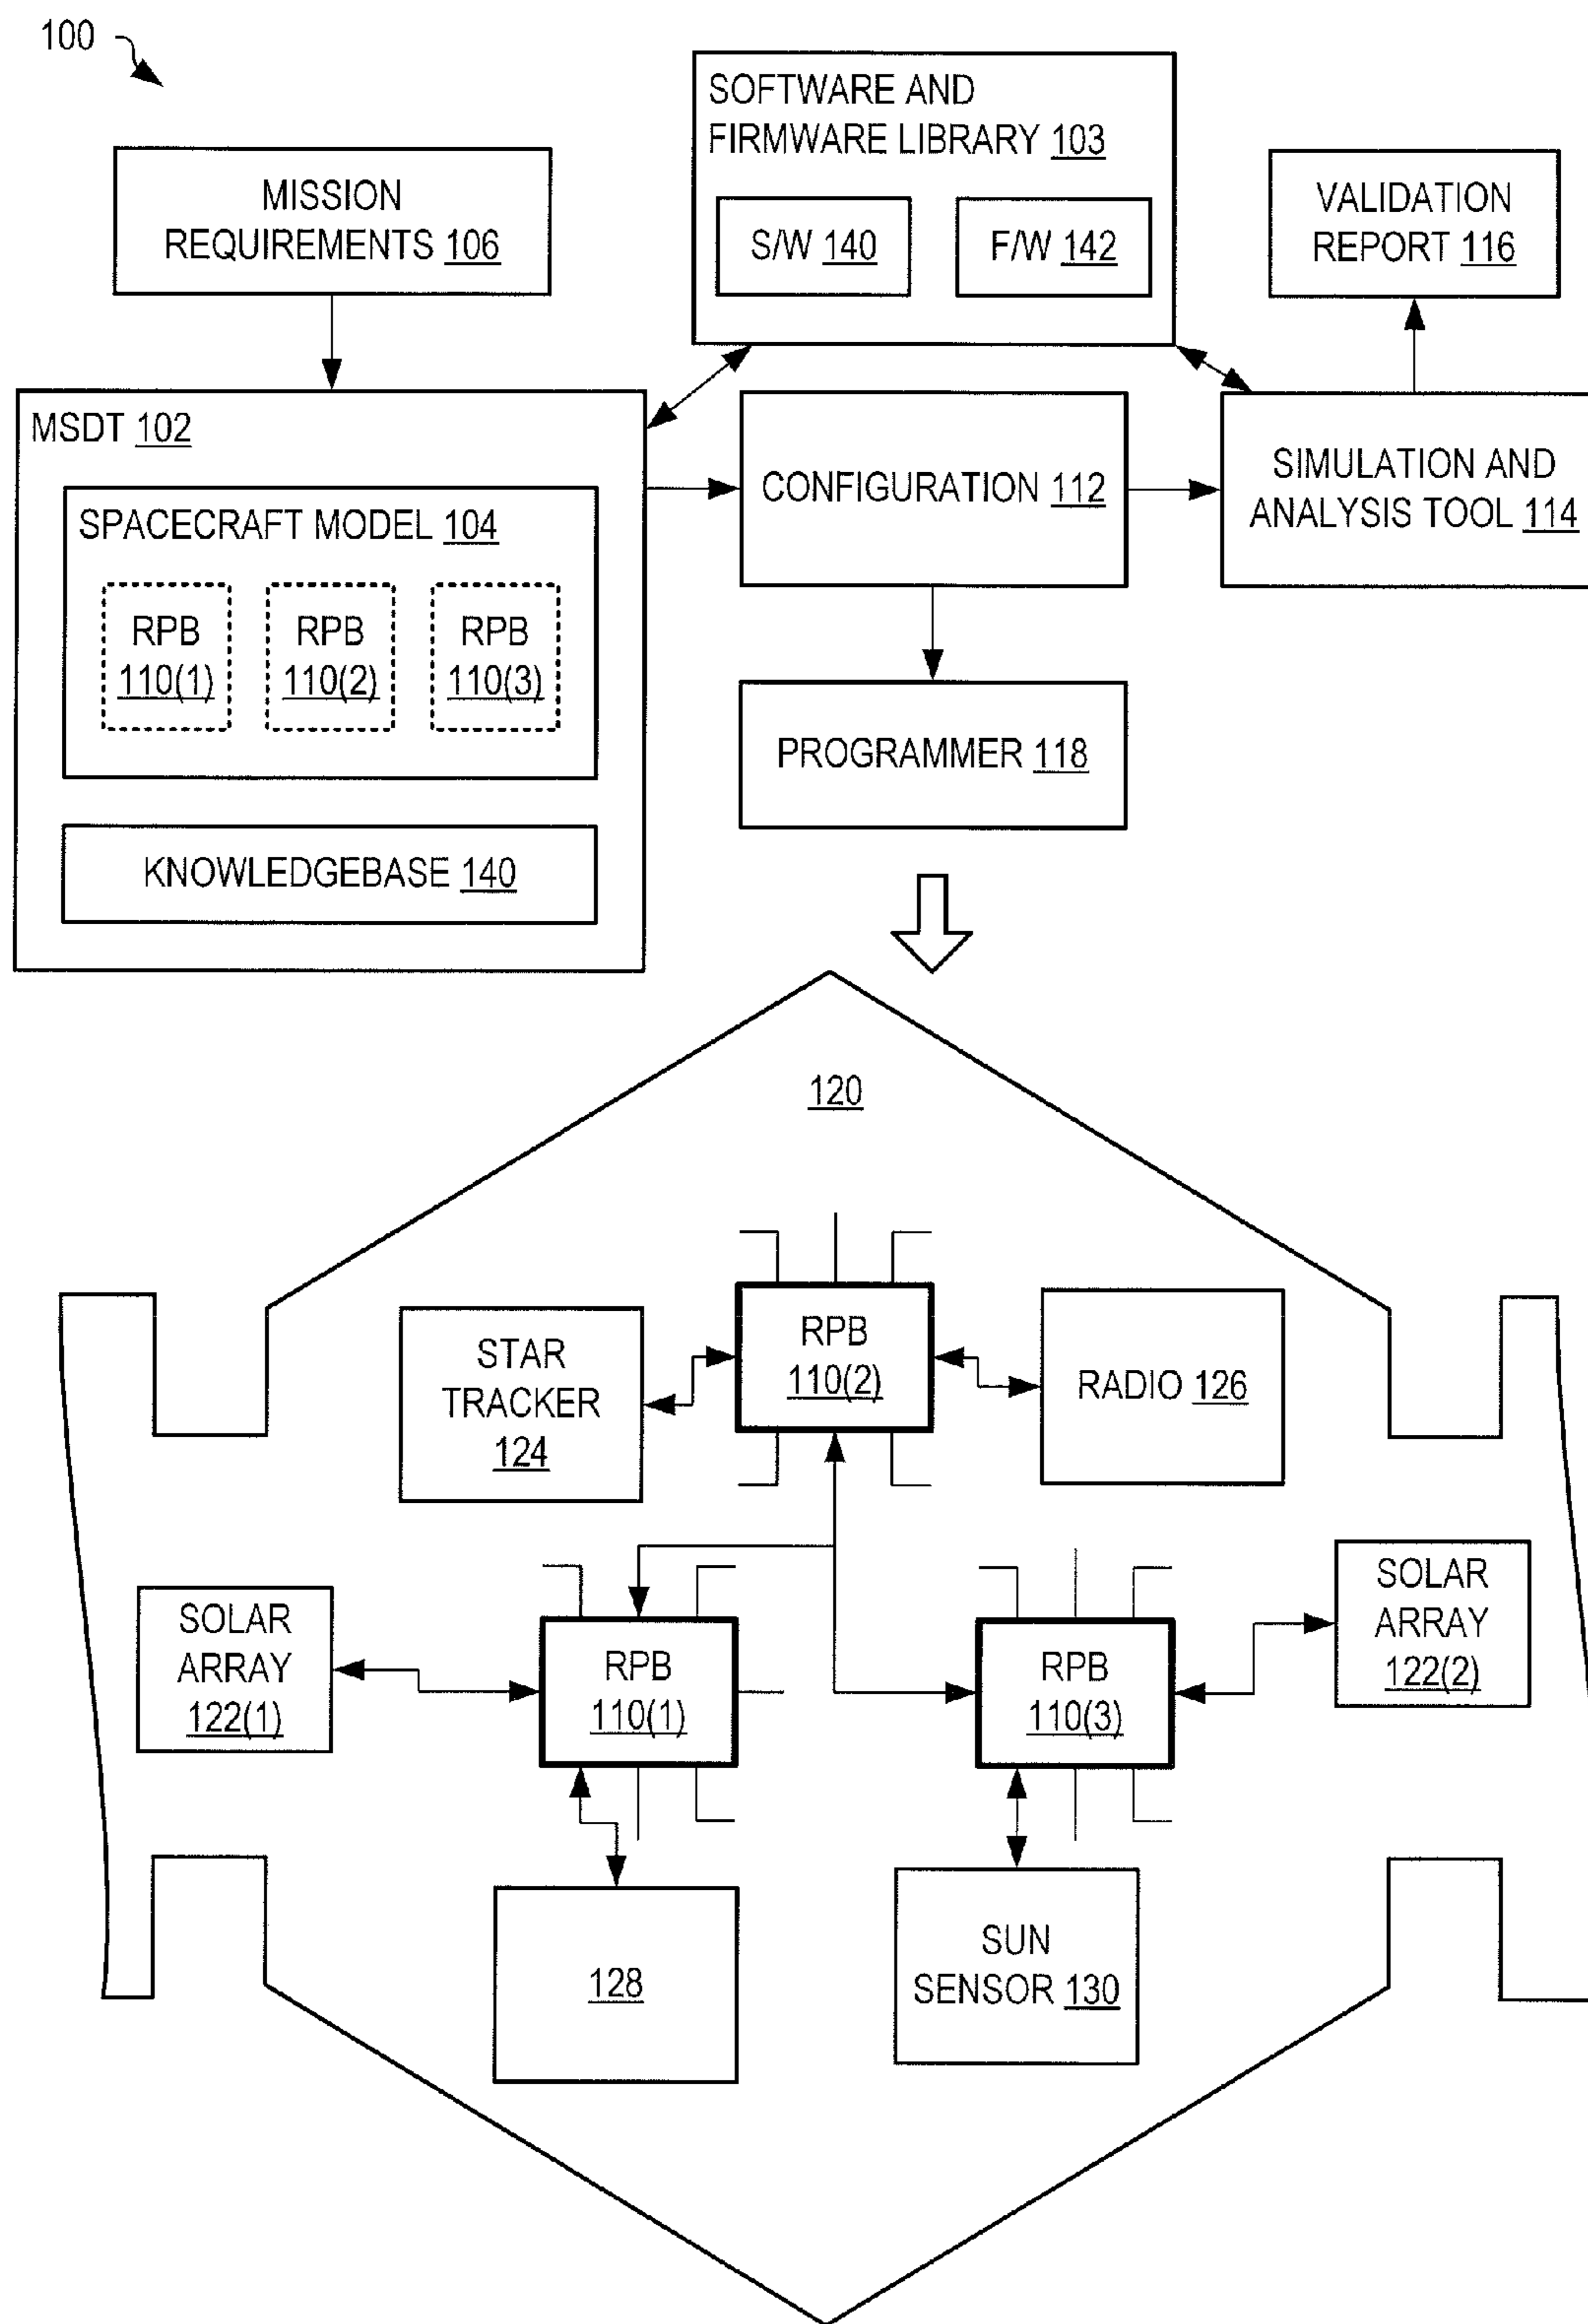 100
SOFTWARE AND
FIRMWARE LIBRARY 103
S/W 140
F/W 142
MISSION
REQUIREMENTS 106
VALIDATION
REPORT 116
MSDT 102
SPACECRAFT MODEL 104
RPB
110(1)
RPB
110(2)
RPB
110(3)
KNOWLEDGEBASE 140
CONFIGURATION 112
SIMULATION AND
ANALYSIS TOOL 114
PROGRAMMER 118
120
STAR
TRACKER
124
RPB
110(2)
RADIO 126
SOLAR
ARRAY
122(1)
RPB
110(1)
RPB
110(3)
SOLAR
ARRAY
122(2)
128
SUN
SENSOR 130